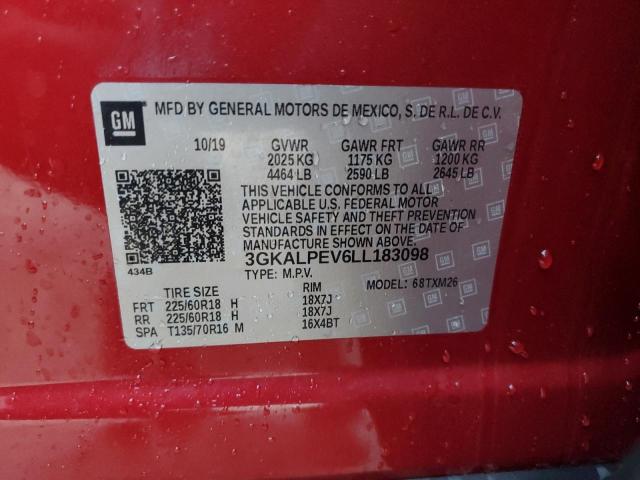 GM MFD BY GENERAL MOTORS DE MEXICO, S. DE R.L. DE C.V.
10/19 GVWR GAWR FRT GAWR RR
2025 KG 1175 KG 1200 KG
4464 LB 2590 LB 2645 LB
THIS VEHICLE CONFORMS TO ALL
APPLICABLE U.S. FEDERAL MOTOR
VEHICLE SAFETY AND THEFT PREVENTION
STANDARDS IN EFFECT ON THE DATE OF
MANUFACTURE SHOWN ABOVE.
434B 3GKALPEV6LL183098
TYPE: M.P.V. MODEL: 68TXM26
TIRE SIZE RIM
FRT 225/60R18 H 18X7J
RR 225/60R18 H 18X7J
SPA T135/70R16 M 16X4BT